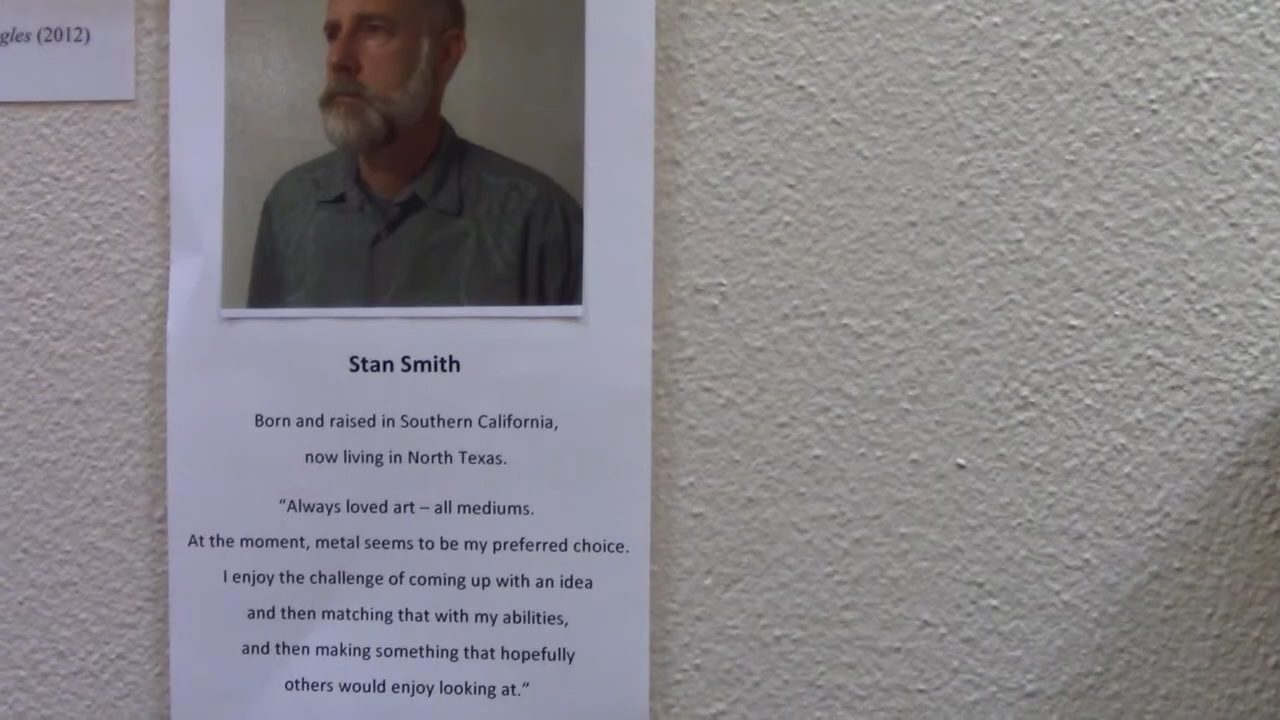 (2012)
Stan Smith
Born and raised in Southern California,
now living in North Texas.
“Always loved art – all mediums.
At the moment, metal seems to be my preferred choice.
I enjoy the challenge of coming up with an idea
and then matching that with my abilities,
and then making something that hopefully
others would enjoy looking at.”